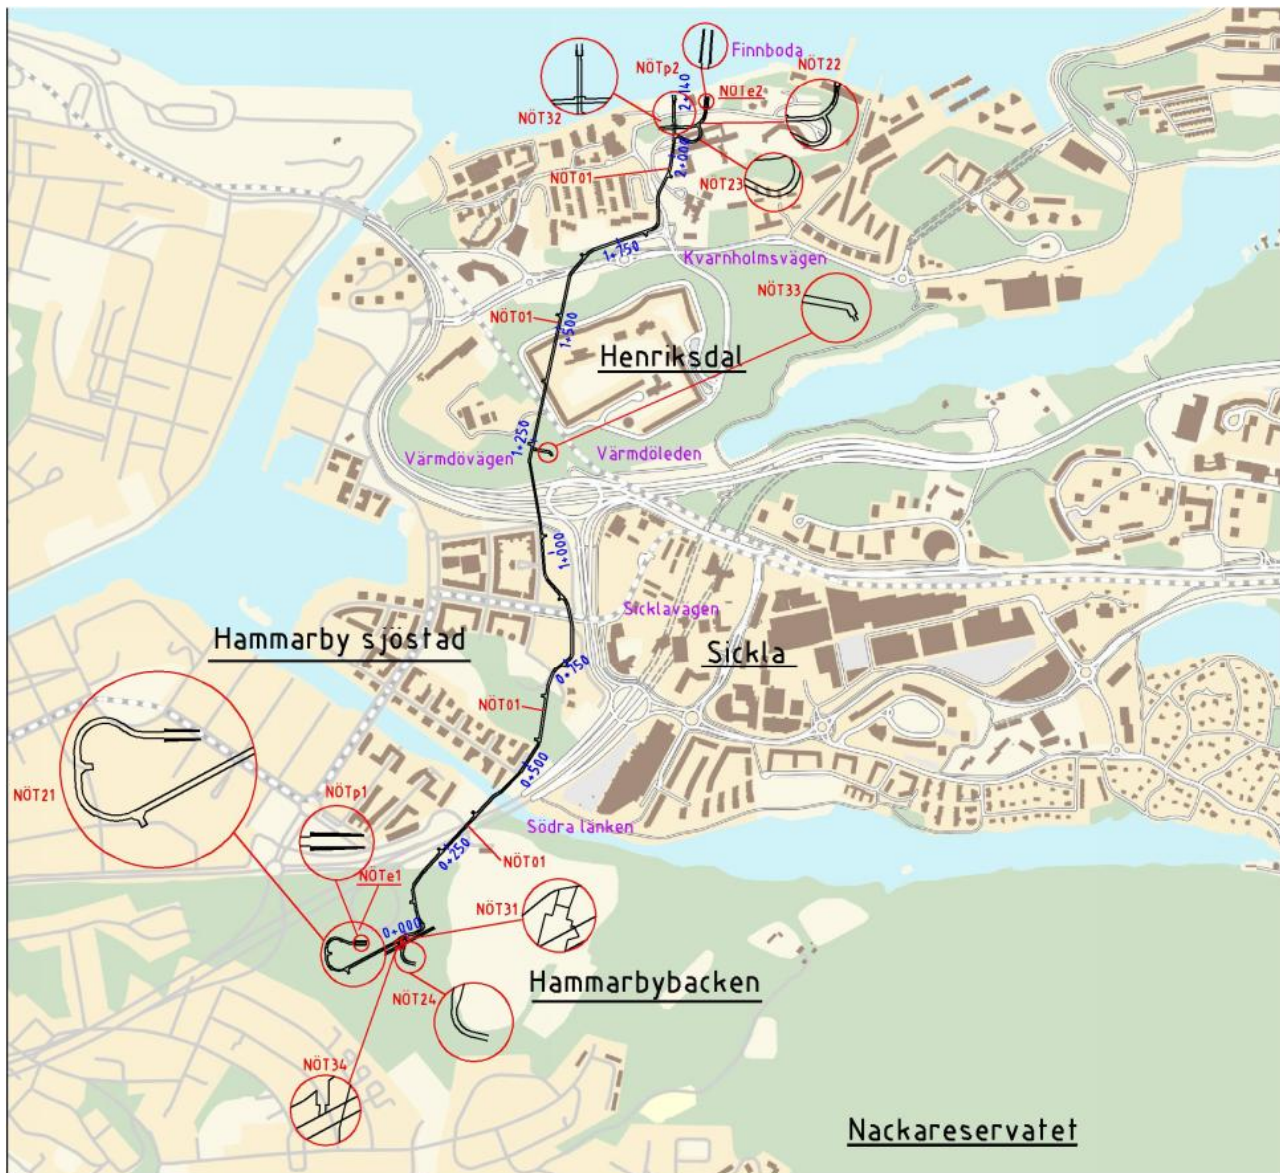 Finnboda
NÖTp2
NÖT22
2+140
NÖTe2
NÖT32
2+000
NÖT01
NÖT23
1+750
Kvarnholmsvägen
NÖT33
NÖT01
1+500
Henriksdal
1+250
Värmdövägen
Värmdöleden
1+000
Sicklavägen
Hammarby sjöstad
Sickla
0+750
NÖT01
0+500
NÖT21
NÖTp1
Södra länken
0+250
NÖT01
NÖTe1
NÖT31
0+000
Hammarbybacken
NÖT24
NÖT34
Nackareservatet